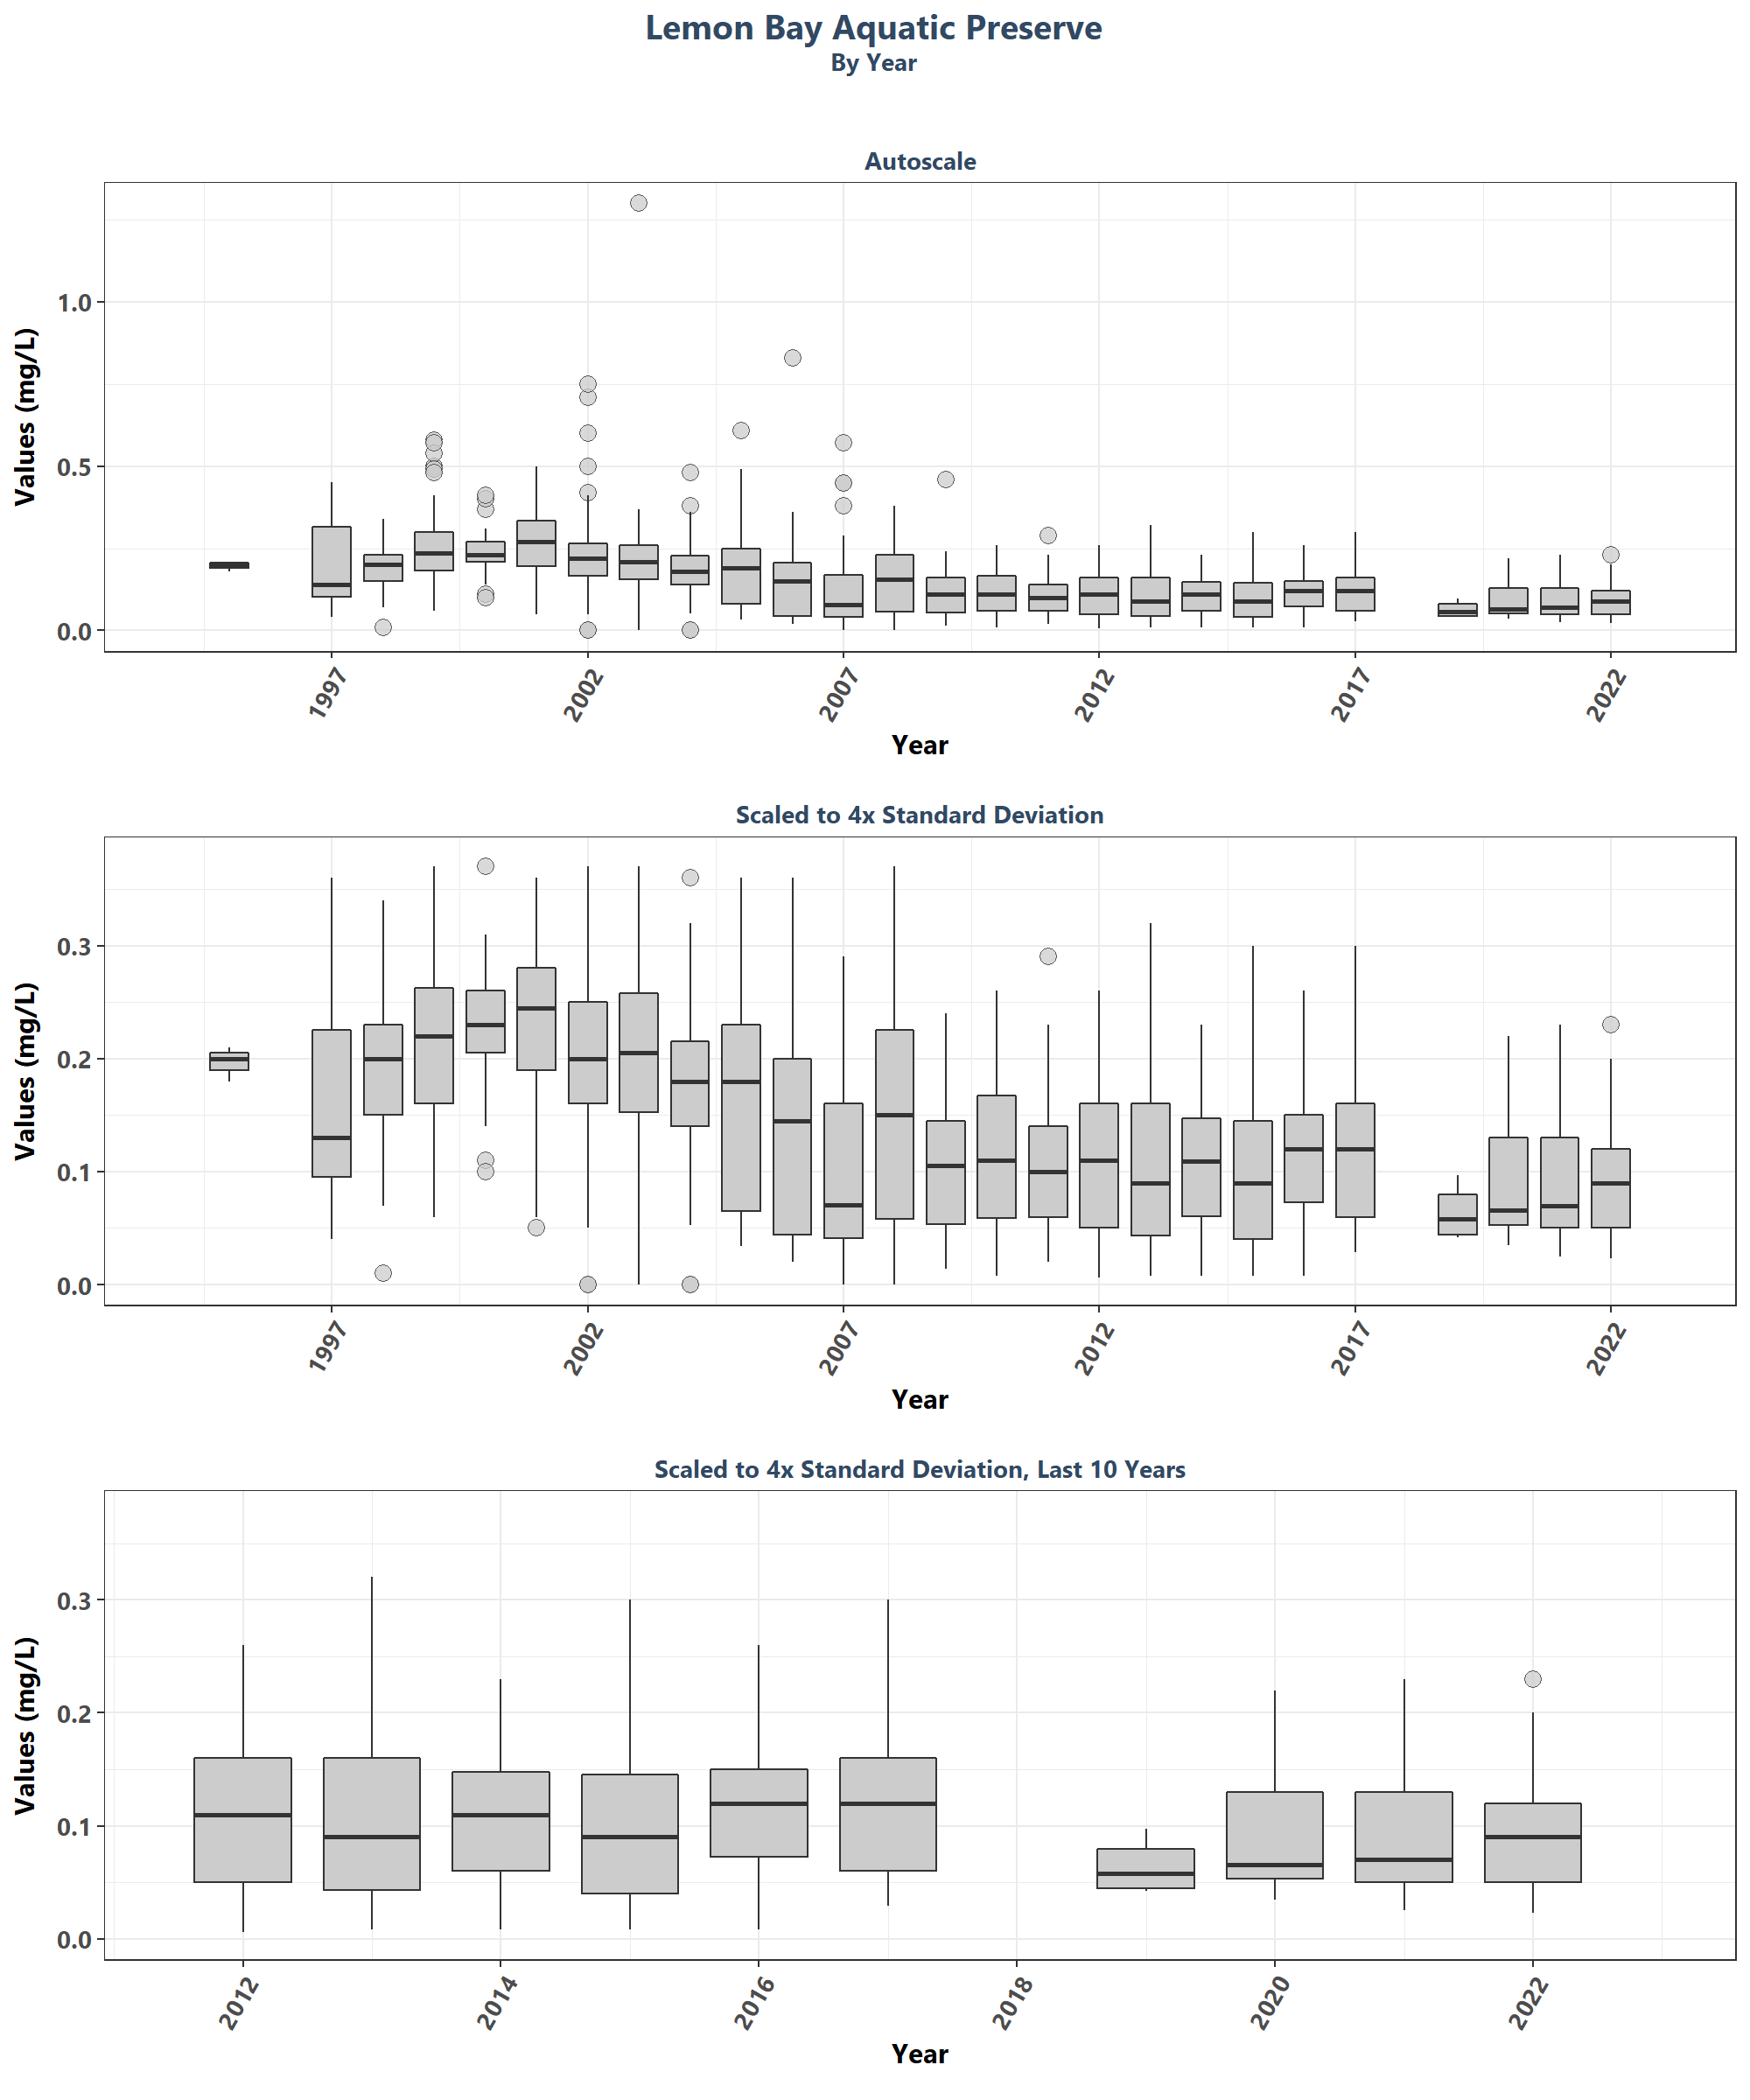 Lemon Bay Aquatic Preserve
By Year
Autoscale
Values (mg/L)
1.0
0.5
0.0
1997 2002 2007 2012 2017 2022
Year
Scaled to 4x Standard Deviation
Values (mg/L)
0.3
0.2
0.1
0.0
1997 2002 2007 2012 2017 2022
Year
Scaled to 4x Standard Deviation, Last 10 Years
Values (mg/L)
0.3
0.2
0.1
0.0
2012 2014 2016 2018 2020 2022
Year